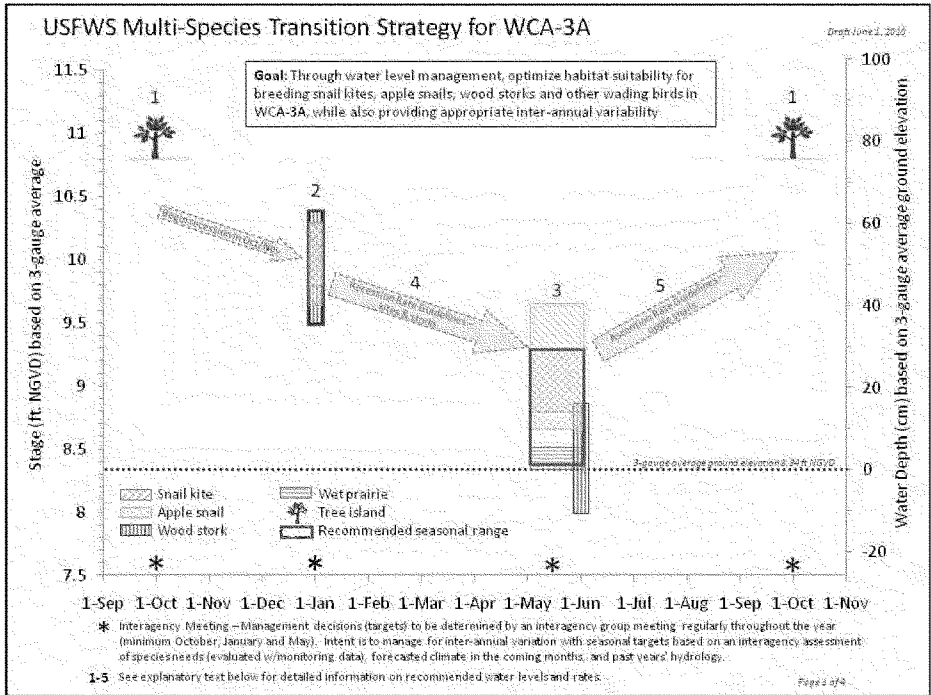 USFWS Multi-Species Transition Strategy for WCA-3A
Draft June 1, 2010
Goal: Through water level management, optimize habitat suitability for
breeding snail kites, apple snails, wood storks and other wading birds in
WCA-3A, while also providing appropriate inter-annual variability
Stage (ft. NGVD) based on 3-gauge average
11.5
11
10.5
10
9.5
9
8.5
8
7.5
Water Depth (cm) based on 3-gauge average ground elevation
100
80
60
40
20
0
-20
1
2
4
3
5
1
3-gauge average ground elevation 8.34 ft NGVD
Snail kite
Apple snail
Wood stork
Wet prairie
Tree island
Recommended seasonal range
* * * *
1-Sep 1-Oct 1-Nov 1-Dec 1-Jan 1-Feb 1-Mar 1-Apr 1-May 1-Jun 1-Jul 1-Aug 1-Sep 1-Oct 1-Nov
* Interagency Meeting – Management decisions (targets) to be determined by an interagency group meeting regularly throughout the year
(minimum October, January and May). Intent is to manage for inter-annual variation with seasonal targets based on an interagency assessment
of species needs (evaluated w/monitoring data), forecasted climate in the coming months, and past years' hydrology.
1-5 See explanatory text below for detailed information on recommended water levels and rates.
Page 1 of 4